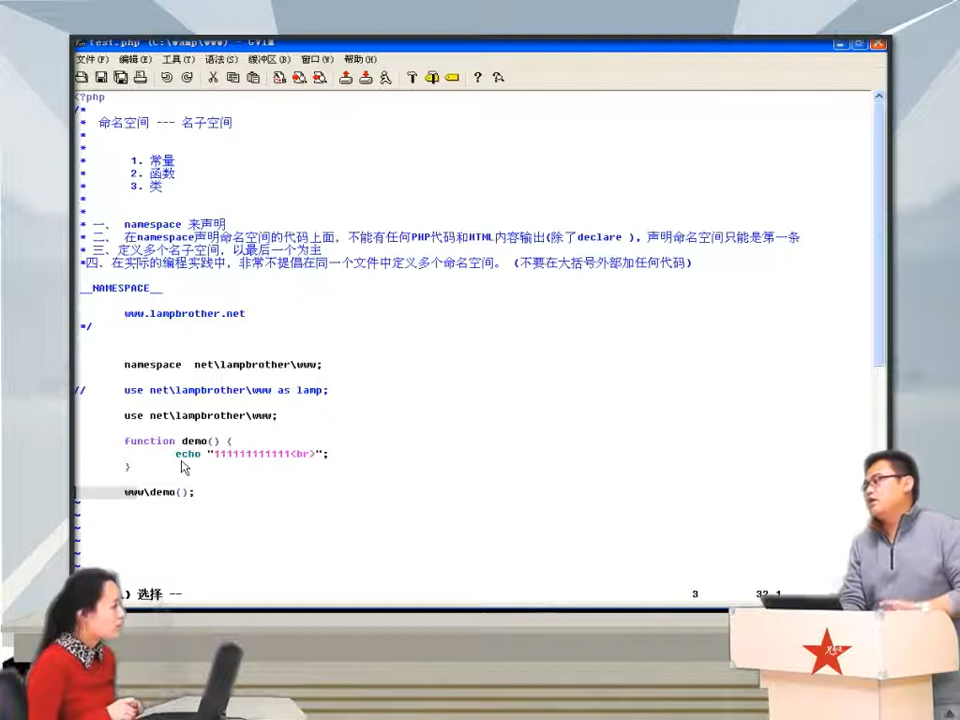 test.php (C:\wamp\www) - GVIM
文件(F) 编辑(E) 工具(T) 语法(S) 缓冲区(B) 窗口(W) 帮助(H)
<?php
/*
* 命名空间 --- 名子空间
*
*
* 1. 常量
* 2. 函数
* 3. 类
*
*
* 一、 namespace 来声明
* 二、 在namespace声明命名空间的代码上面，不能有任何PHP代码和HTML内容输出(除了declare )，声明命名空间只能是第一条
* 三、定义多个名子空间，以最后一个为主
*四、在实际的编程实践中，非常不提倡在同一个文件中定义多个命名空间。 (不要在大括号外部加任何代码)
__NAMESPACE__
www.lampbrother.net
*/
namespace net\lampbrother\www;
// use net\lampbrother\www as lamp;
use net\lampbrother\www;
function demo() {
echo "111111111111<br>";
}
www\demo();
~
~
~
~
~
~
) 选择 -- 3 32,1